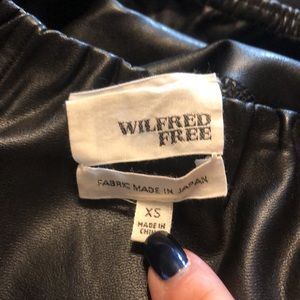 WILFRED
FREE
FABRIC MADE IN JAPAN
XS
MADE IN
CHINA